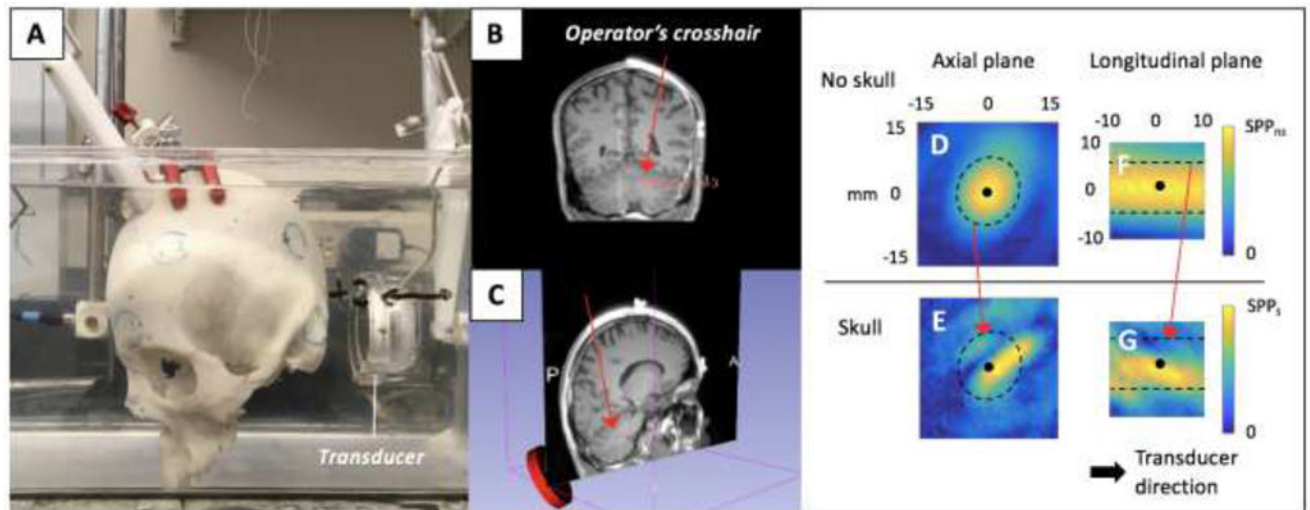 A
Transducer
B
Operator's crosshair
C
P
A
Axial plane
Longitudinal plane
No skull
-15
0
15
-10
0
10
15
mm 0
-15
10
0
-10
D
F
SPPns
0
Skull
E
G
SPPs
0
Transducer
direction